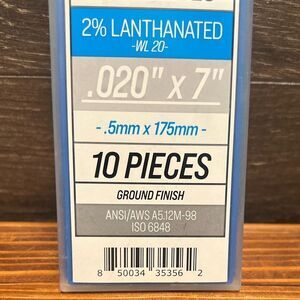 2% LANTHANATED
-WL 20-
.020" x 7"
- .5mm x 175mm -
10 PIECES
GROUND FINISH
ANSI/AWS A5.12M-98
ISO 6848
8 50034 35356 2